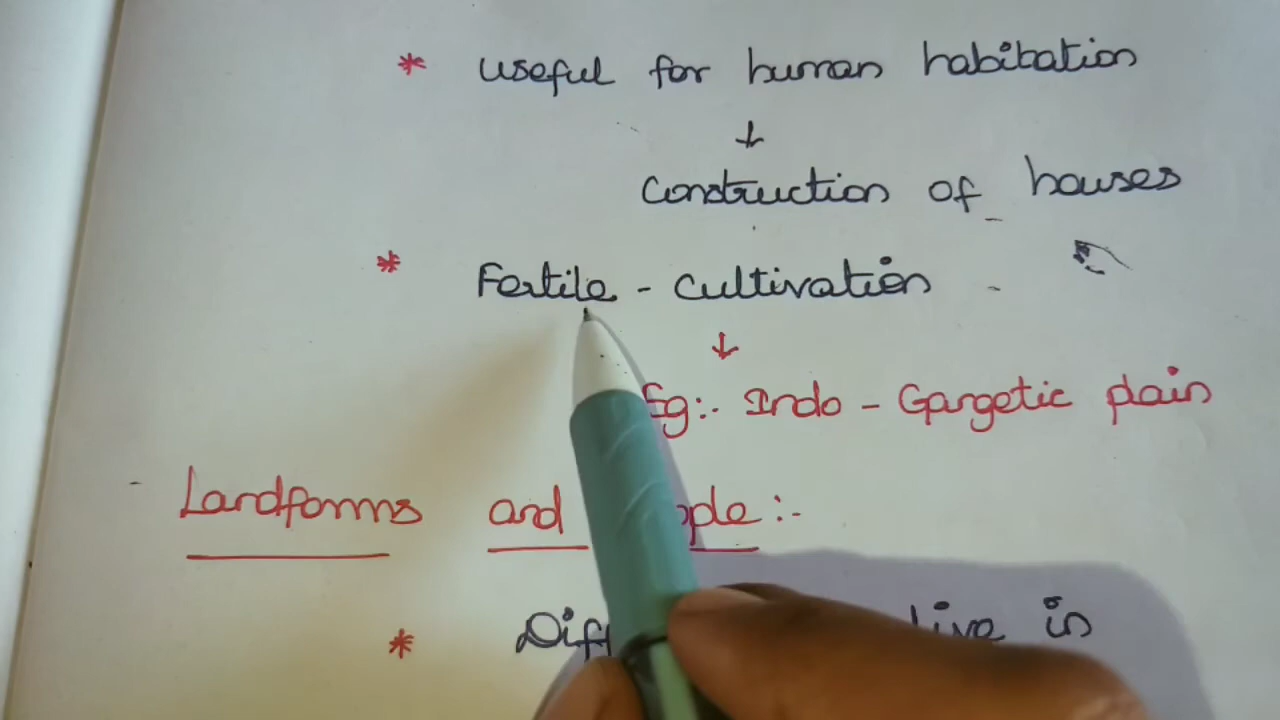 * useful for human habitation
↓
Construction of houses
* Fertile - cultivation
↓
Eg:- Indo - Gangetic plain
Landforms and
* live in